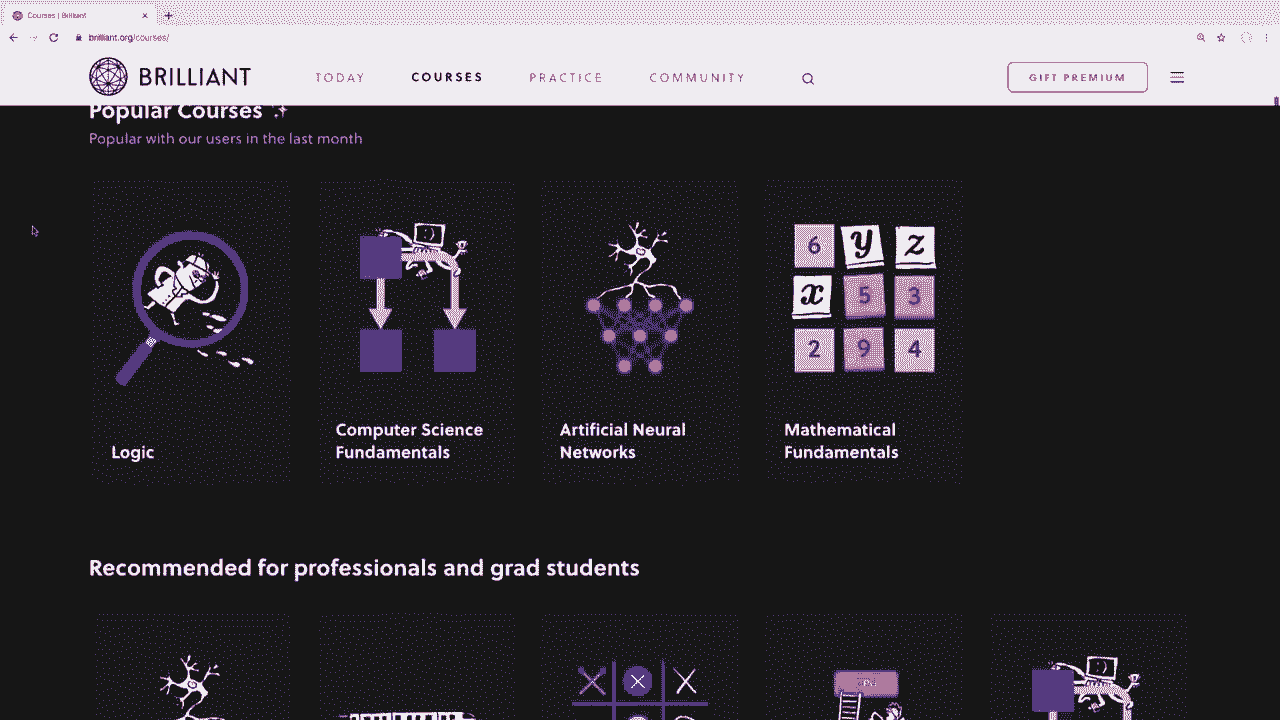 Courses | Brilliant
brilliant.org/courses/
BRILLIANT
TODAY
COURSES
PRACTICE
COMMUNITY
GIFT PREMIUM
Popular Courses
Popular with our users in the last month
6 y z
x 5 3
2 9 4
Logic
Computer Science
Fundamentals
Artificial Neural
Networks
Mathematical
Fundamentals
Recommended for professionals and grad students